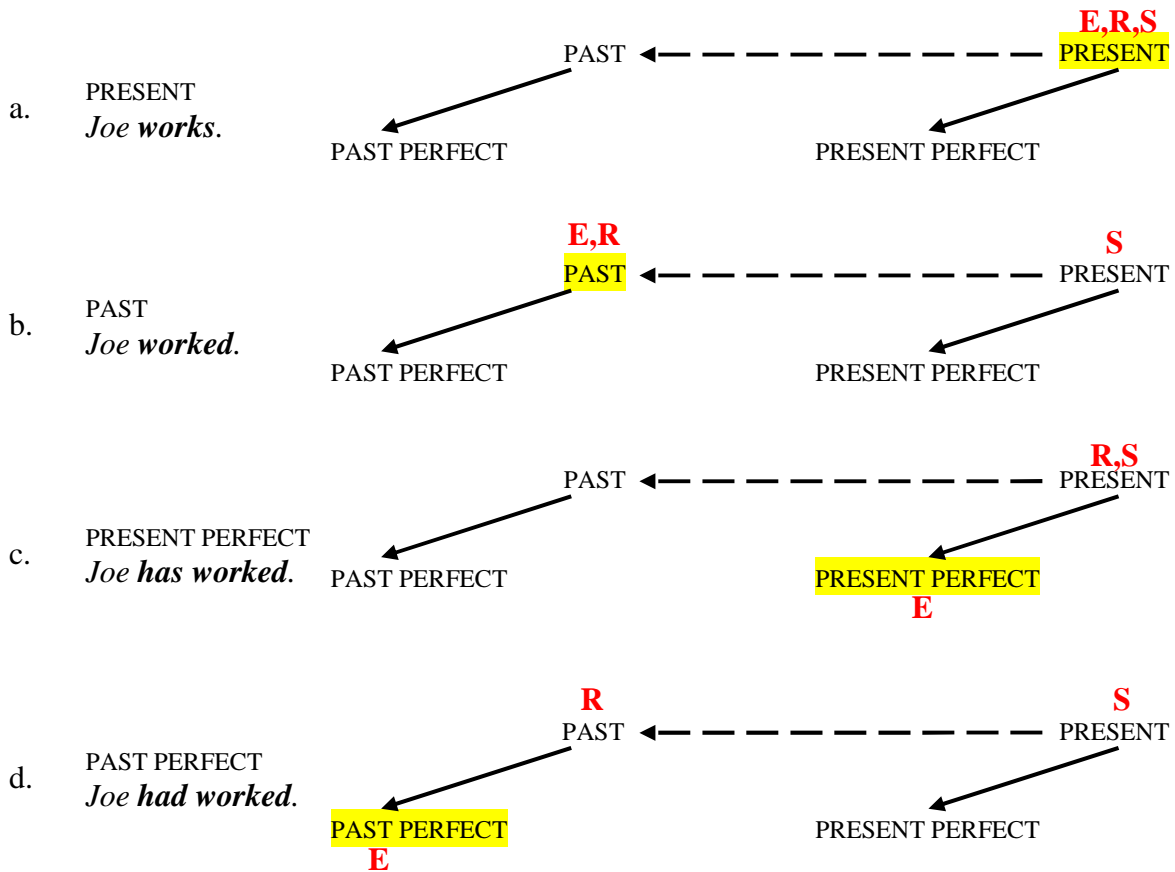 E,R,S
PAST PRESENT
a. PRESENT
Joe works.
PAST PERFECT PRESENT PERFECT
E,R S
PAST PRESENT
b. PAST
Joe worked.
PAST PERFECT PRESENT PERFECT
R,S
PAST PRESENT
c. PRESENT PERFECT
Joe has worked.
PAST PERFECT PRESENT PERFECT
E
R S
PAST PRESENT
d. PAST PERFECT
Joe had worked.
PAST PERFECT PRESENT PERFECT
E